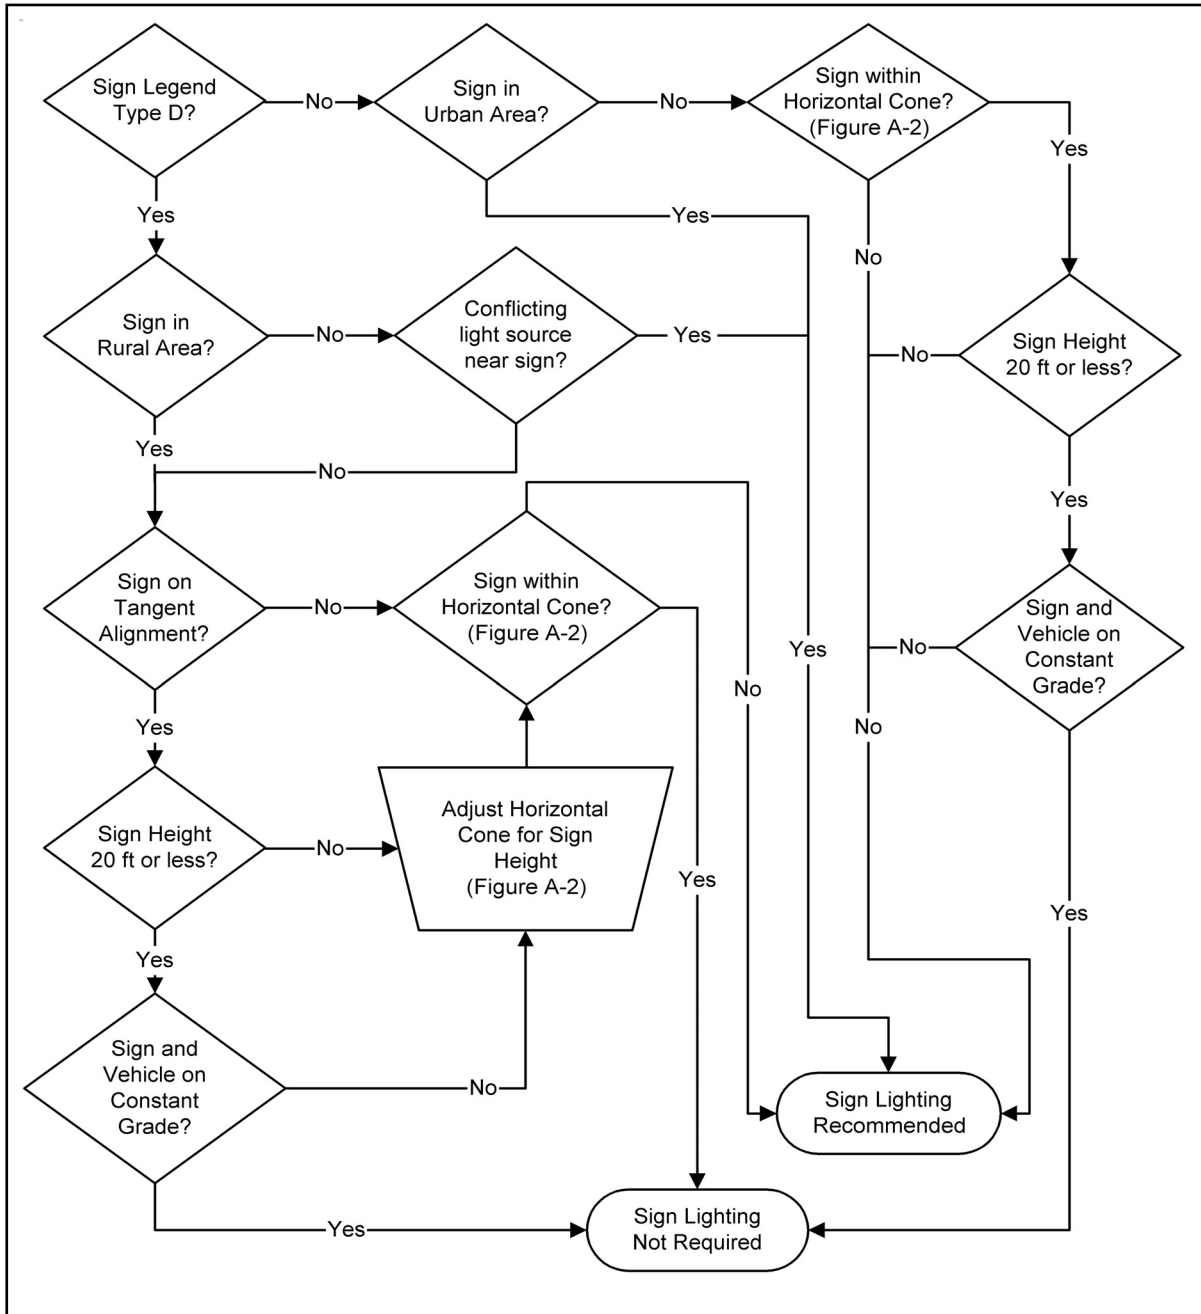 Sign Legend
Type D?
No
Sign in
Urban Area?
No
Sign within
Horizontal Cone?
(Figure A-2)
Yes
Yes
Yes
No
Sign in
Rural Area?
No
Conflicting
light source
near sign?
Yes
Sign Height
20 ft or less?
No
Yes
No
Yes
Sign on
Tangent
Alignment?
No
Sign within
Horizontal Cone?
(Figure A-2)
Yes
No
Sign and
Vehicle on
Constant
Grade?
No
No
Yes
Sign Height
20 ft or less?
No
Adjust Horizontal
Cone for Sign
Height
(Figure A-2)
Yes
Yes
Yes
Sign and
Vehicle on
Constant
Grade?
No
Sign Lighting
Recommended
Yes
Sign Lighting
Not Required